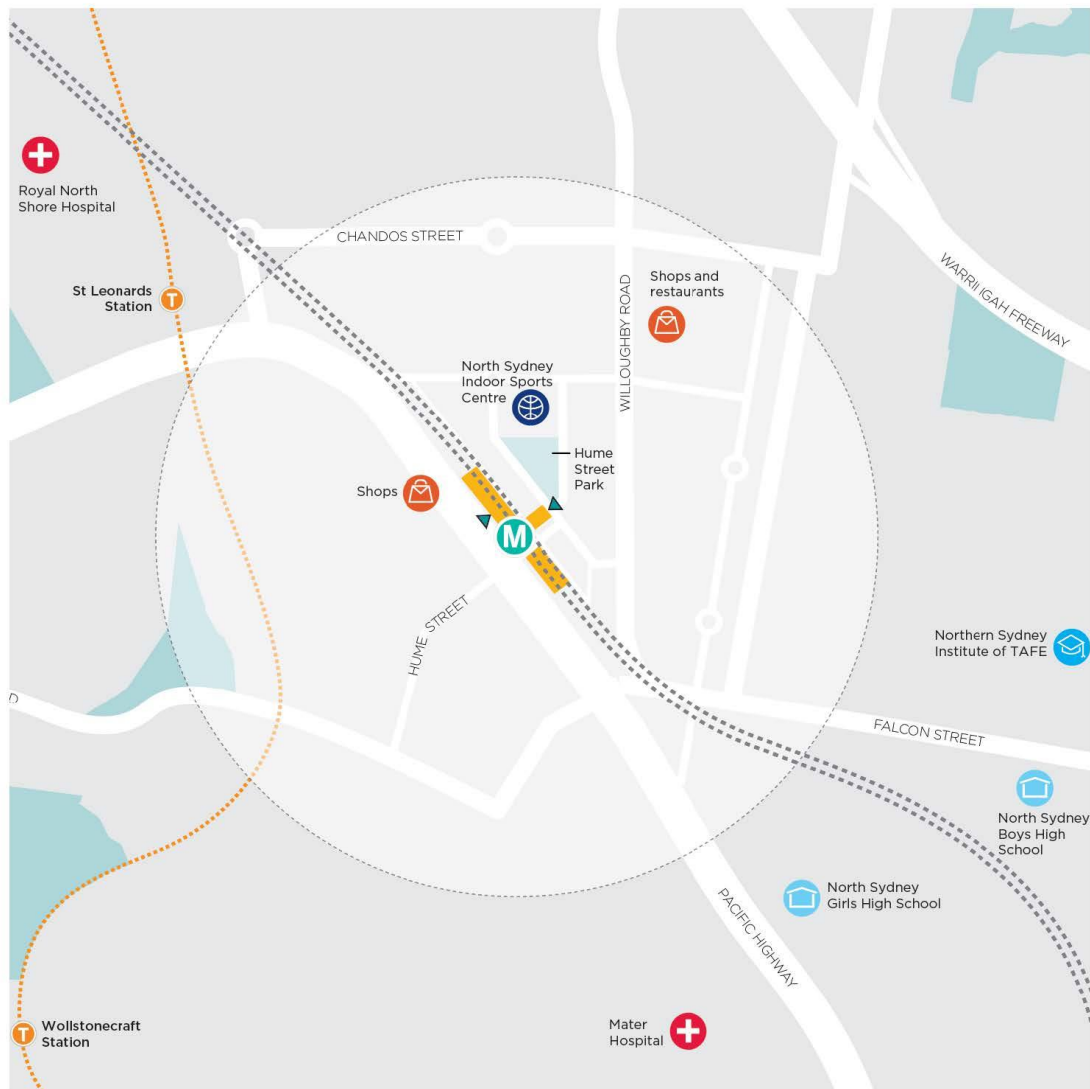 Royal North
Shore Hospital
CHANDOS STREET
St Leonards
Station
T
Shops and
restaurants
WILLOUGHBY ROAD
WARRINGAH FREEWAY
North Sydney
Indoor Sports
Centre
Hume
Street
Park
Shops
M
HUME STREET
Northern Sydney
Institute of TAFE
D
FALCON STREET
North Sydney
Boys High
School
North Sydney
Girls High School
PACIFIC HIGHWAY
T
Wollstonecraft
Station
Mater
Hospital